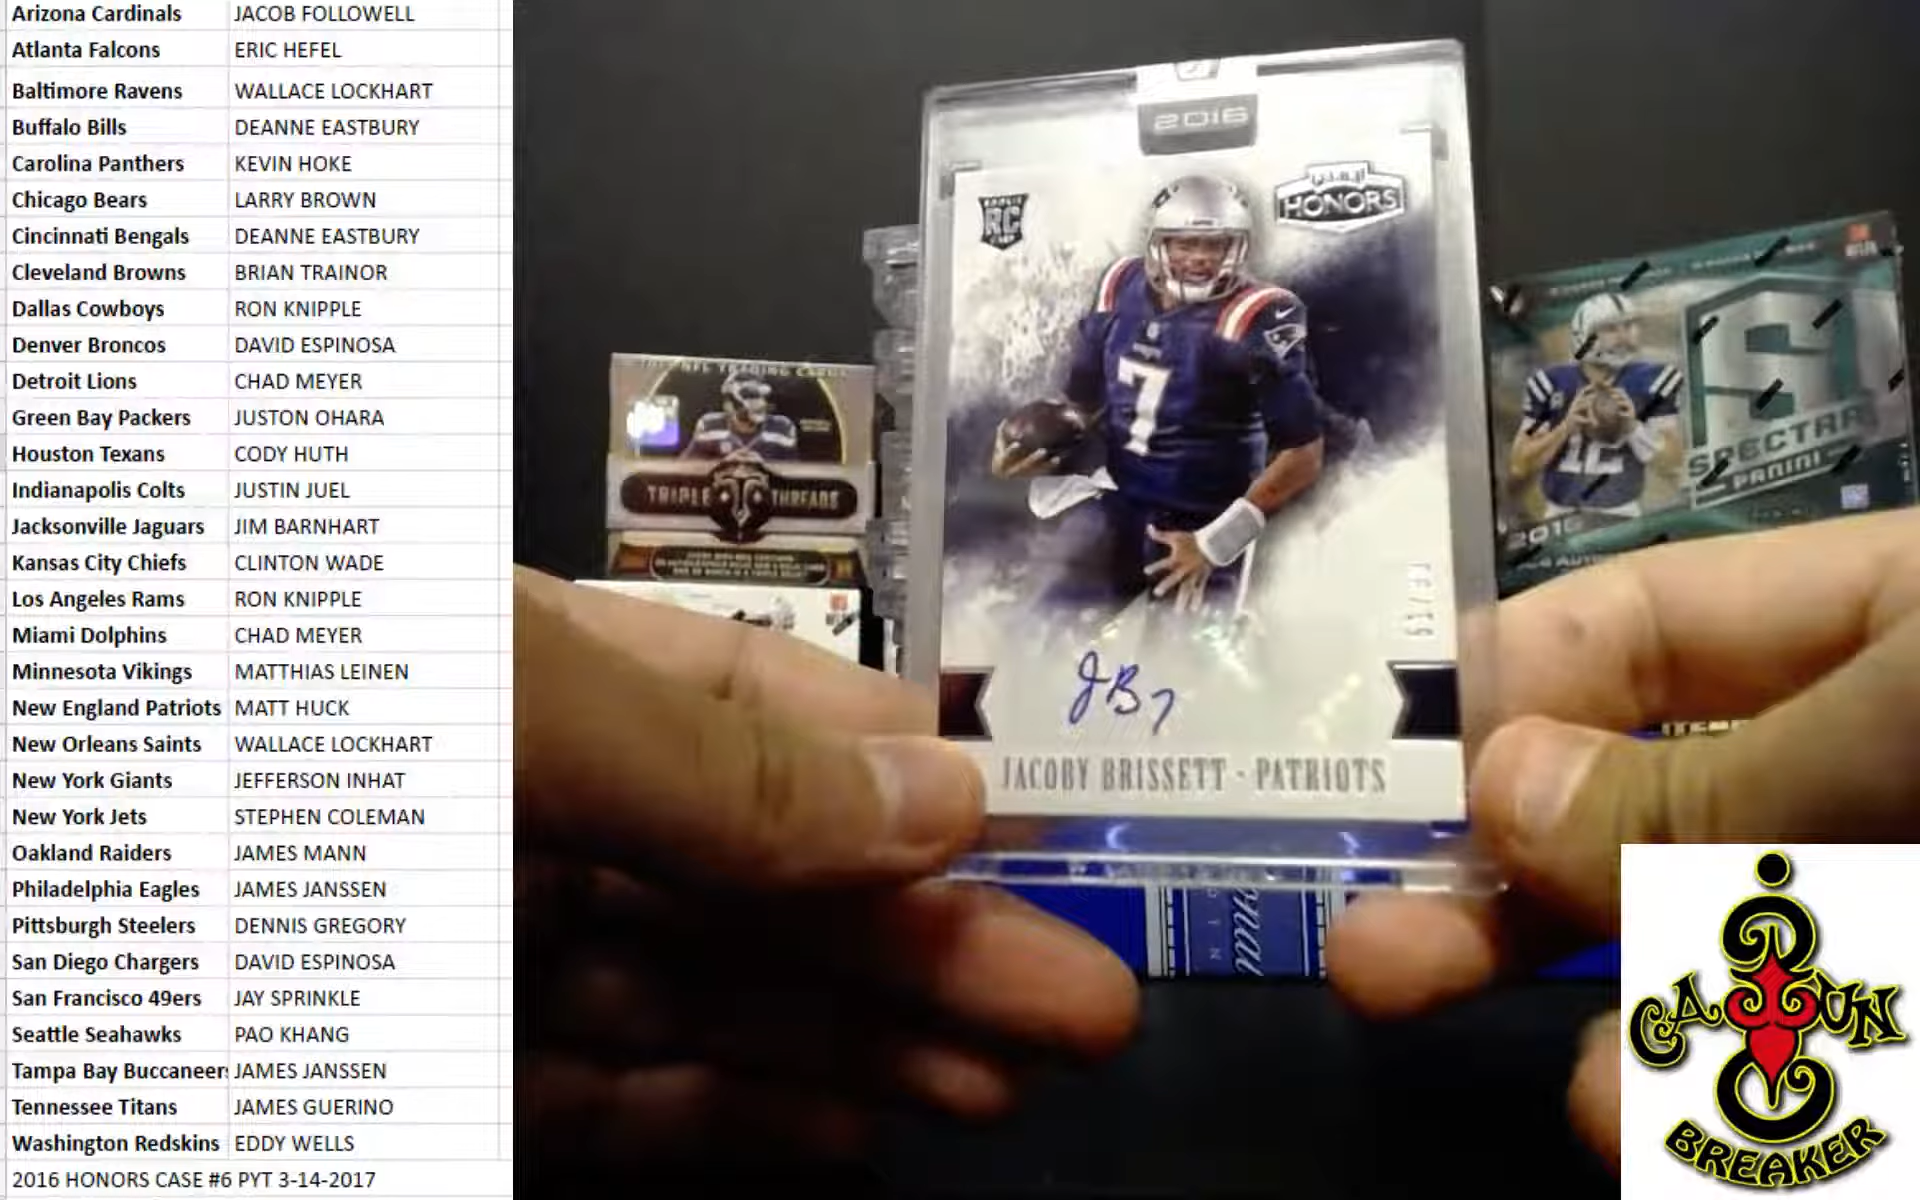 Arizona Cardinals JACOB FOLLOWELL
Atlanta Falcons ERIC HEFEL
Baltimore Ravens WALLACE LOCKHART
Buffalo Bills DEANNE EASTBURY
Carolina Panthers KEVIN HOKE
Chicago Bears LARRY BROWN
Cincinnati Bengals DEANNE EASTBURY
Cleveland Browns BRIAN TRAINOR
Dallas Cowboys RON KNIPPLE
Denver Broncos DAVID ESPINOSA
Detroit Lions CHAD MEYER
Green Bay Packers JUSTON OHARA
Houston Texans CODY HUTH
Indianapolis Colts JUSTIN JUEL
Jacksonville Jaguars JIM BARNHART
Kansas City Chiefs CLINTON WADE
Los Angeles Rams RON KNIPPLE
Miami Dolphins CHAD MEYER
Minnesota Vikings MATTHIAS LEINEN
New England Patriots MATT HUCK
New Orleans Saints WALLACE LOCKHART
New York Giants JEFFERSON INHAT
New York Jets STEPHEN COLEMAN
Oakland Raiders JAMES MANN
Philadelphia Eagles JAMES JANSSEN
Pittsburgh Steelers DENNIS GREGORY
San Diego Chargers DAVID ESPINOSA
San Francisco 49ers JAY SPRINKLE
Seattle Seahawks PAO KHANG
Tampa Bay Buccaneers JAMES JANSSEN
Tennessee Titans JAMES GUERINO
Washington Redskins EDDY WELLS
2016 HONORS CASE #6 PYT 3-14-2017
2016
RC
HONORS
7
JB7
JACOBY BRISSETT - PATRIOTS
NFL TRADING CARDS
TRIPLE THREADS
12
S
SPECTRA
PANINI
2016
CAJUN
BREAKER